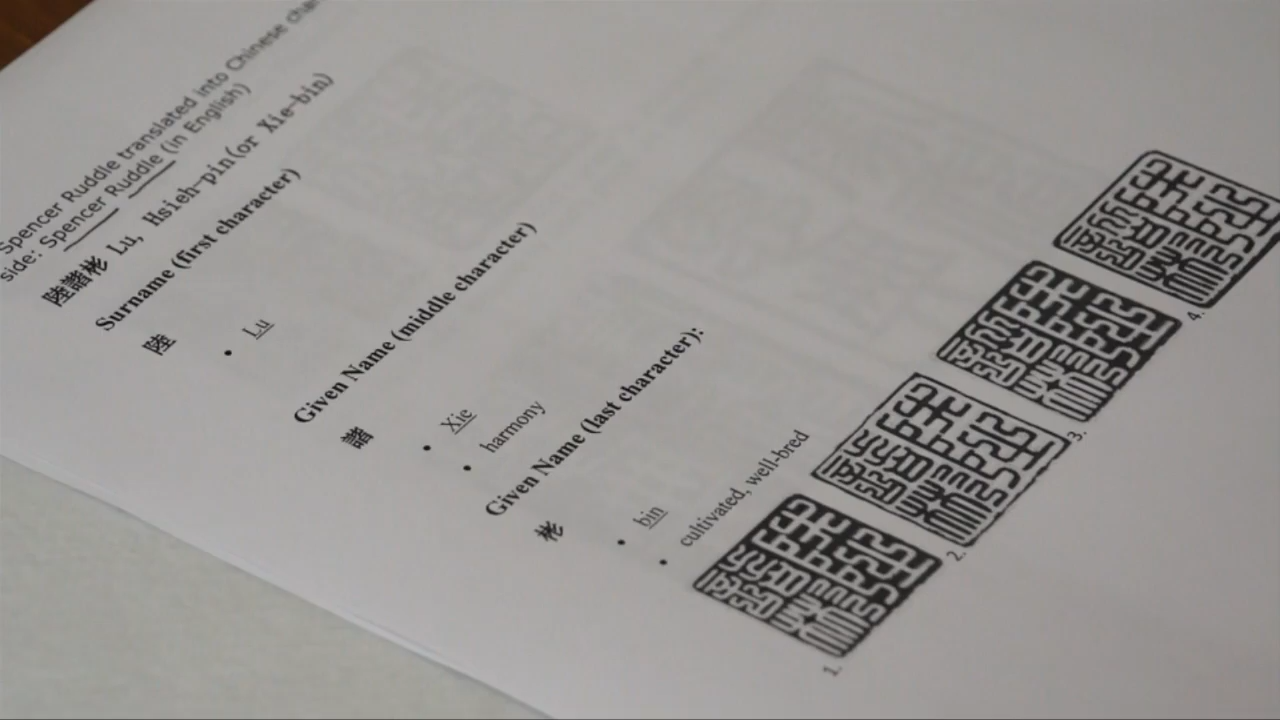 Spencer Ruddle translated into Chinese
side: Spencer Ruddle (in English)
陸諧彬 Lu, Hsieh-pin(or Xie-bin)
Surname (first character)
陸
• Lu
Given Name (middle character)
諧
• Xie
• harmony
Given Name (last character):
彬
• bin
• cultivated, well-bred
1.
2.
3.
4.